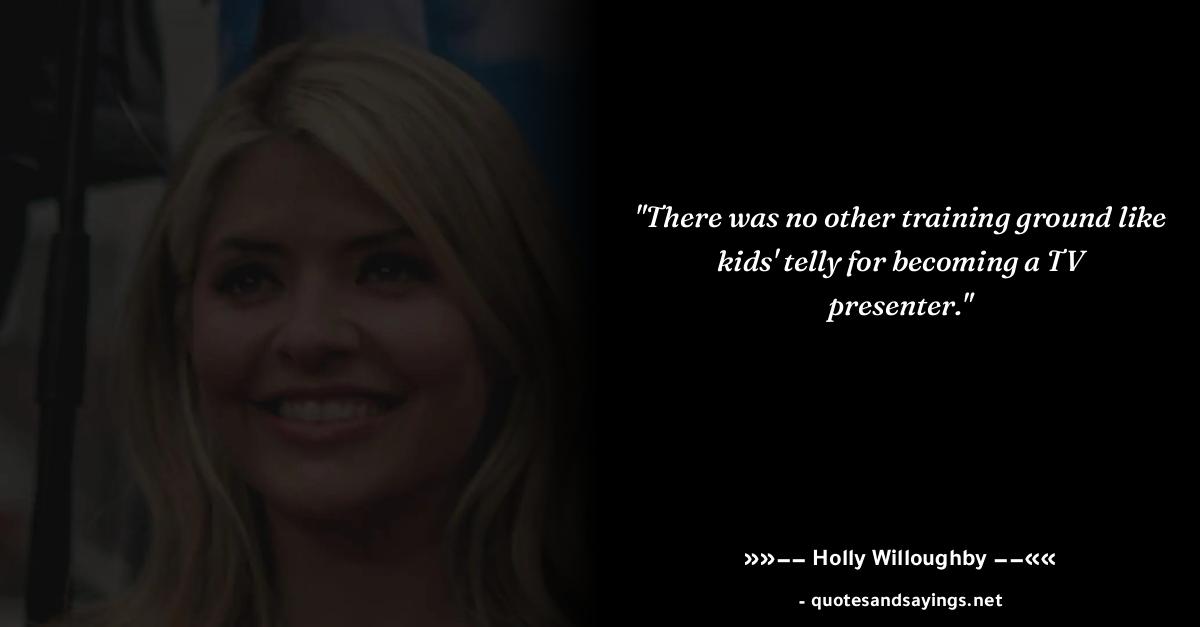 "There was no other training ground like
kids' telly for becoming a TV
presenter."
»»–– Holly Willoughby ––««
- quotesandsayings.net